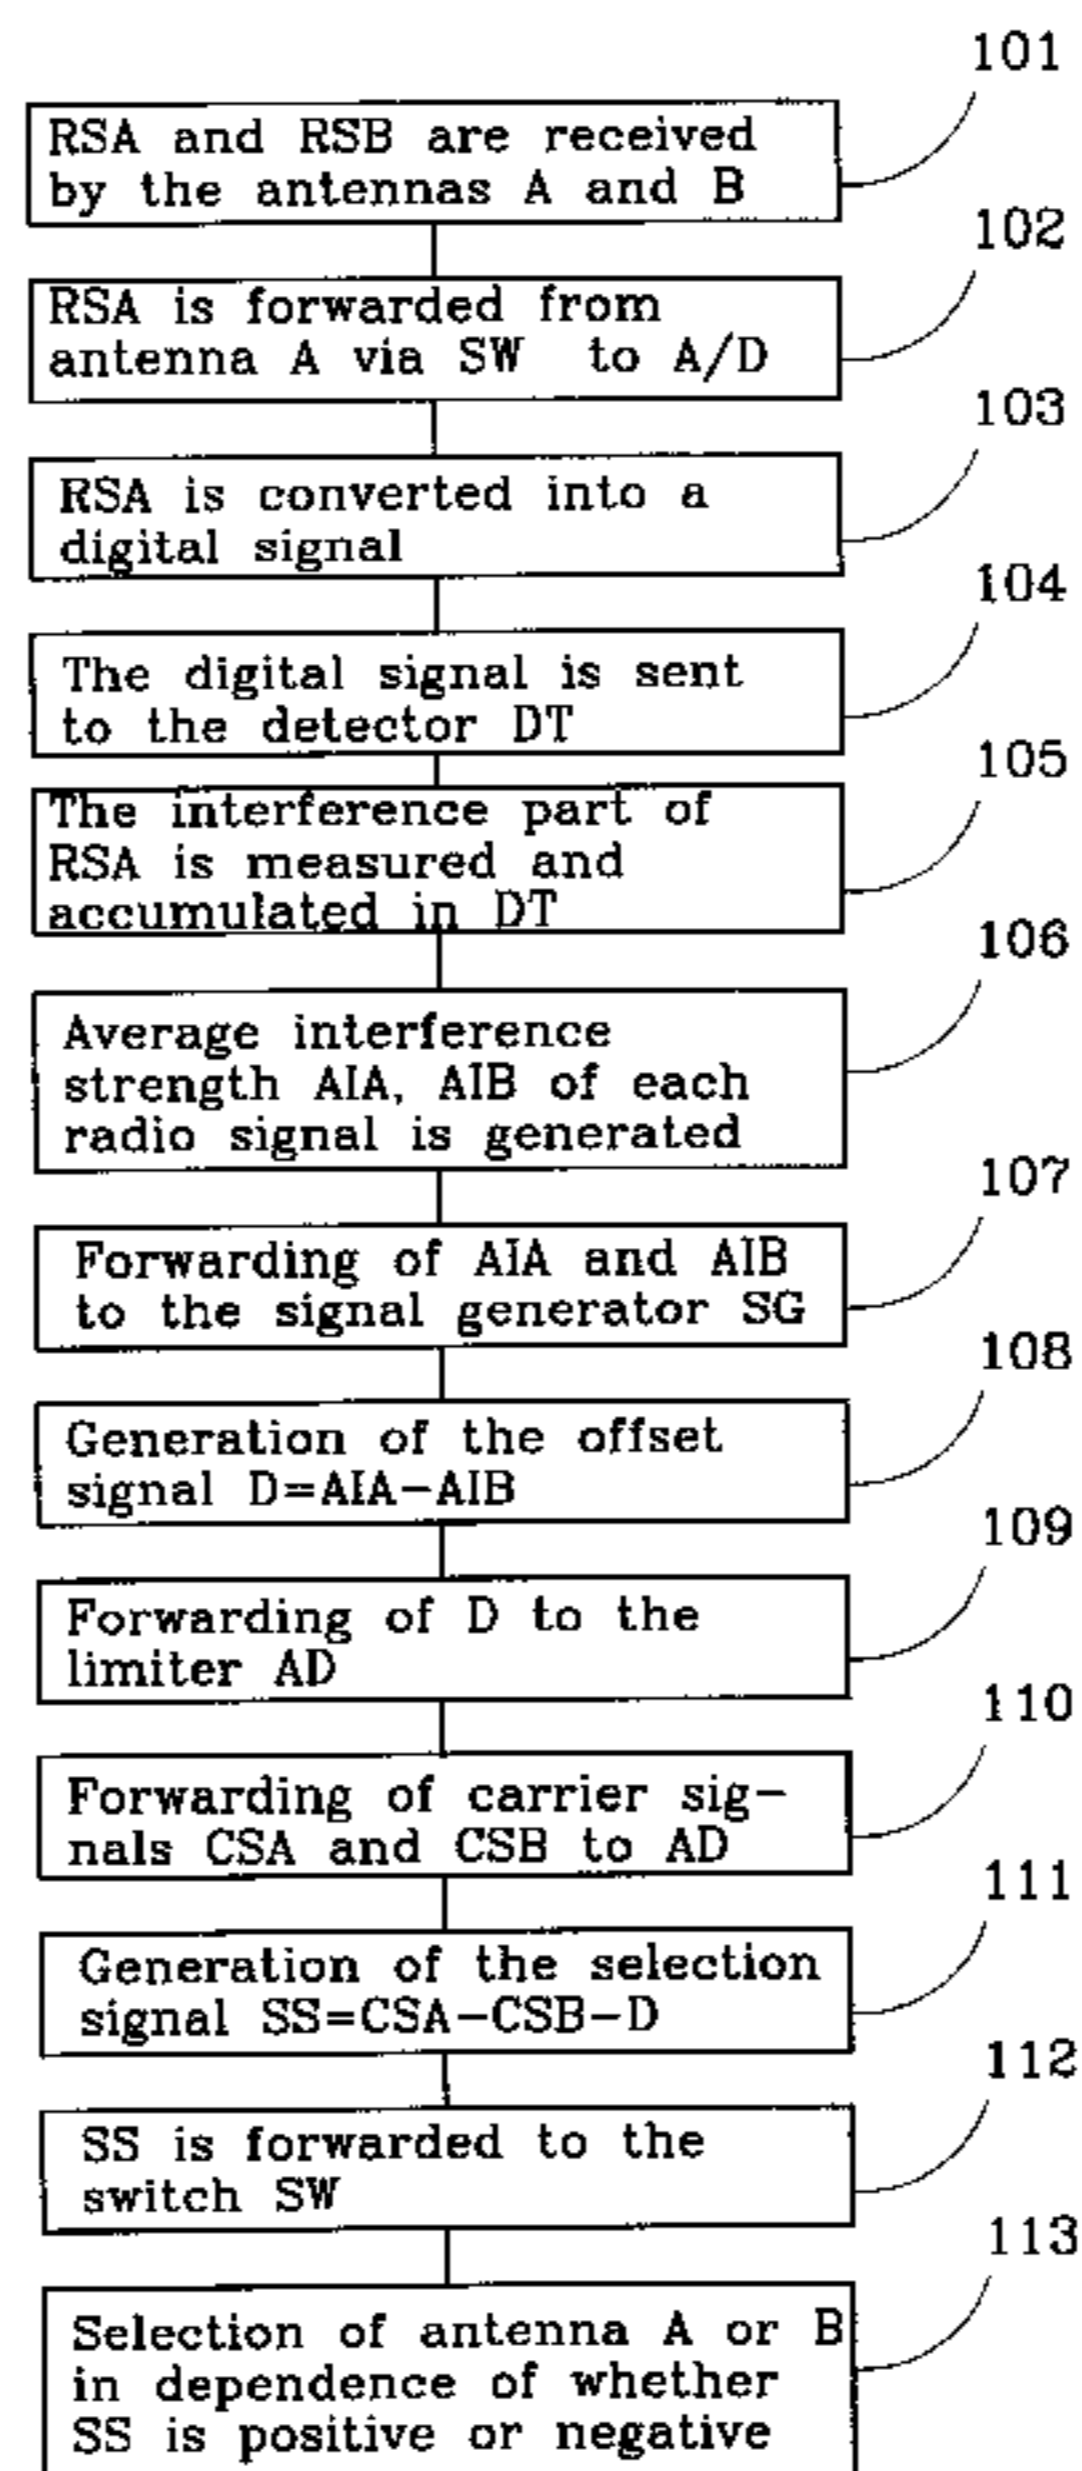 101
RSA and RSB are received
by the antennas A and B
102
RSA is forwarded from
antenna A via SW to A/D
103
RSA is converted into a
digital signal
104
The digital signal is sent
to the detector DT
105
The interference part of
RSA is measured and
accumulated in DT
106
Average interference
strength AIA, AIB of each
radio signal is generated
107
Forwarding of AIA and AIB
to the signal generator SG
108
Generation of the offset
signal D=AIA-AIB
109
Forwarding of D to the
limiter AD
110
Forwarding of carrier sig-
nals CSA and CSB to AD
111
Generation of the selection
signal SS=CSA-CSB-D
112
SS is forwarded to the
switch SW
113
Selection of antenna A or B
in dependence of whether
SS is positive or negative